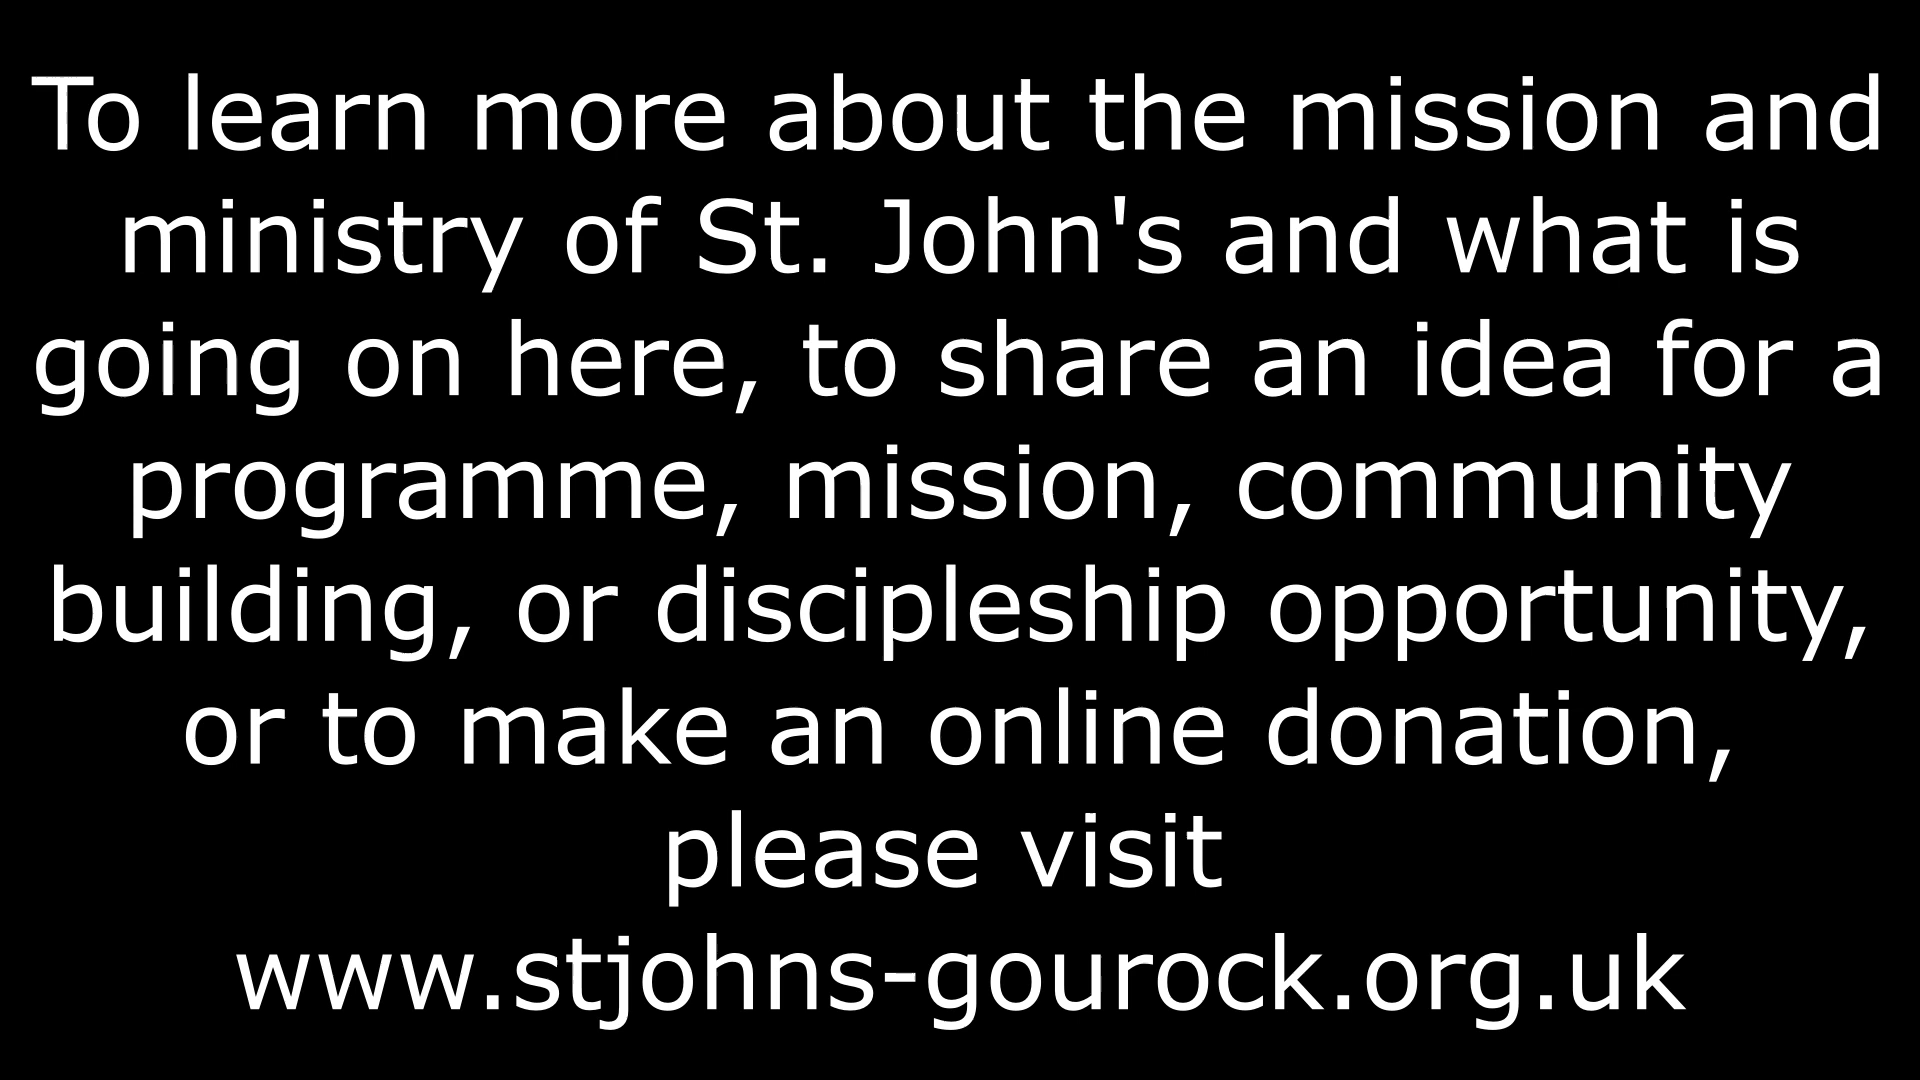 To learn more about the mission and
ministry of St. John's and what is
going on here, to share an idea for a
programme, mission, community
building, or discipleship opportunity,
or to make an online donation,
please visit
www.stjohns-gourock.org.uk